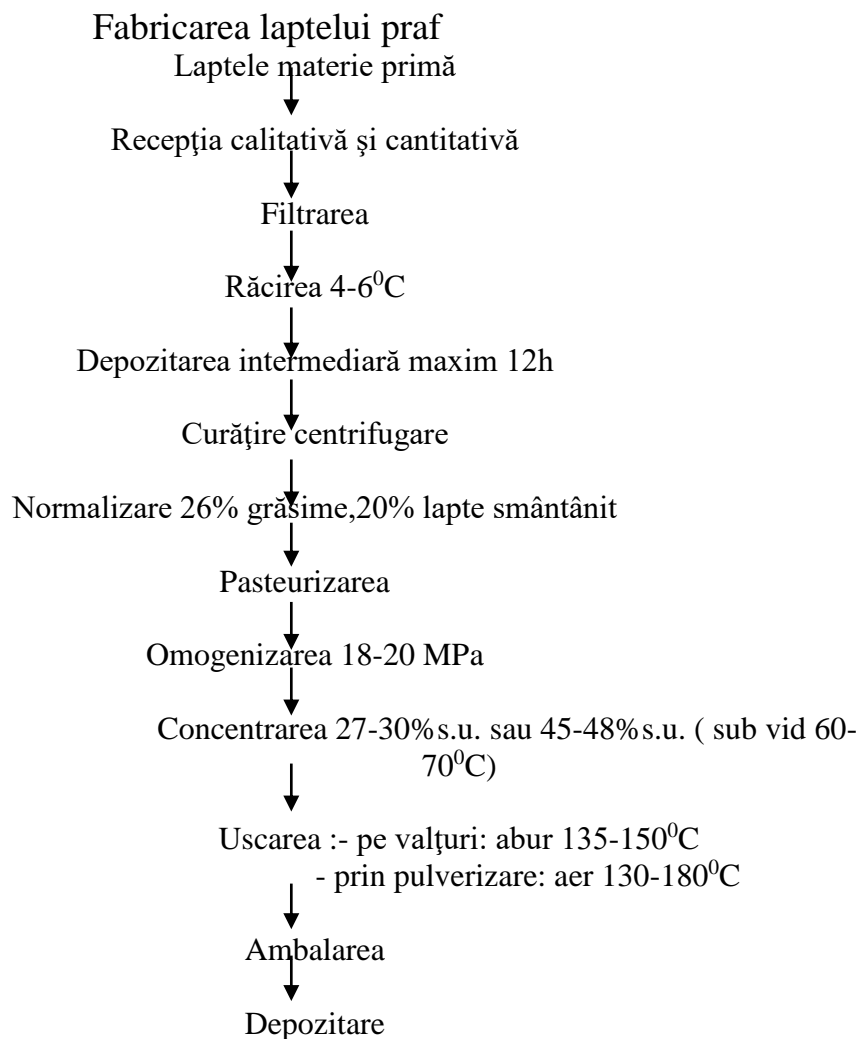 Fabricarea laptelui praf
Laptele materie primă
Recepţia calitativă şi cantitativă
Filtrarea
Răcirea 4-6⁰C
Depozitarea intermediară maxim 12h
Curăţire centrifugare
Normalizare 26% grăsime,20% lapte smântânit
Pasteurizarea
Omogenizarea 18-20 MPa
Concentrarea 27-30%s.u. sau 45-48%s.u. ( sub vid 60-
70⁰C)
Uscarea :- pe valţuri: abur 135-150⁰C
- prin pulverizare: aer 130-180⁰C
Ambalarea
Depozitare